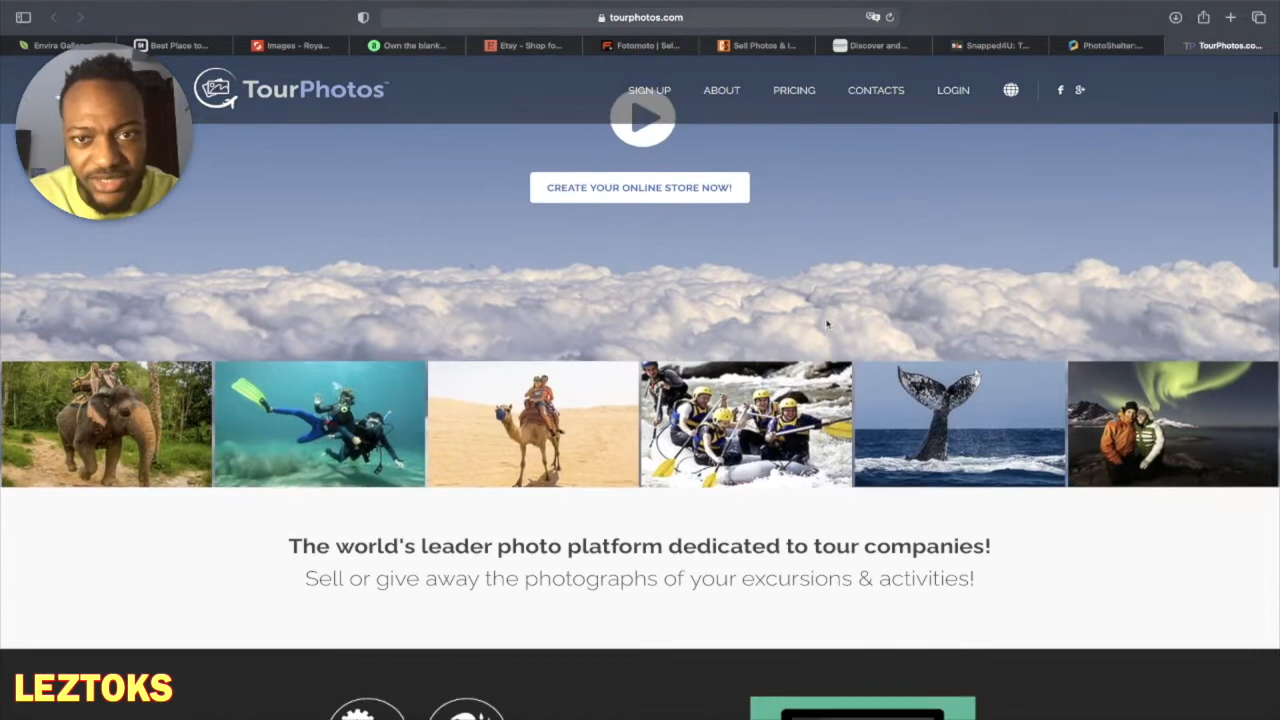 tourphotos.com
Envira Galle...
Best Place to...
Images - Roya...
Own the blank...
Etsy - Shop fo...
Fotomoto | Sel...
Sell Photos & I...
Discover and...
Snapped4U: T...
PhotoShelter:...
TP TourPhotos.co...
TourPhotos™
SIGN UP
ABOUT
PRICING
CONTACTS
LOGIN
CREATE YOUR ONLINE STORE NOW!
The world's leader photo platform dedicated to tour companies!
Sell or give away the photographs of your excursions & activities!
LEZTOKS